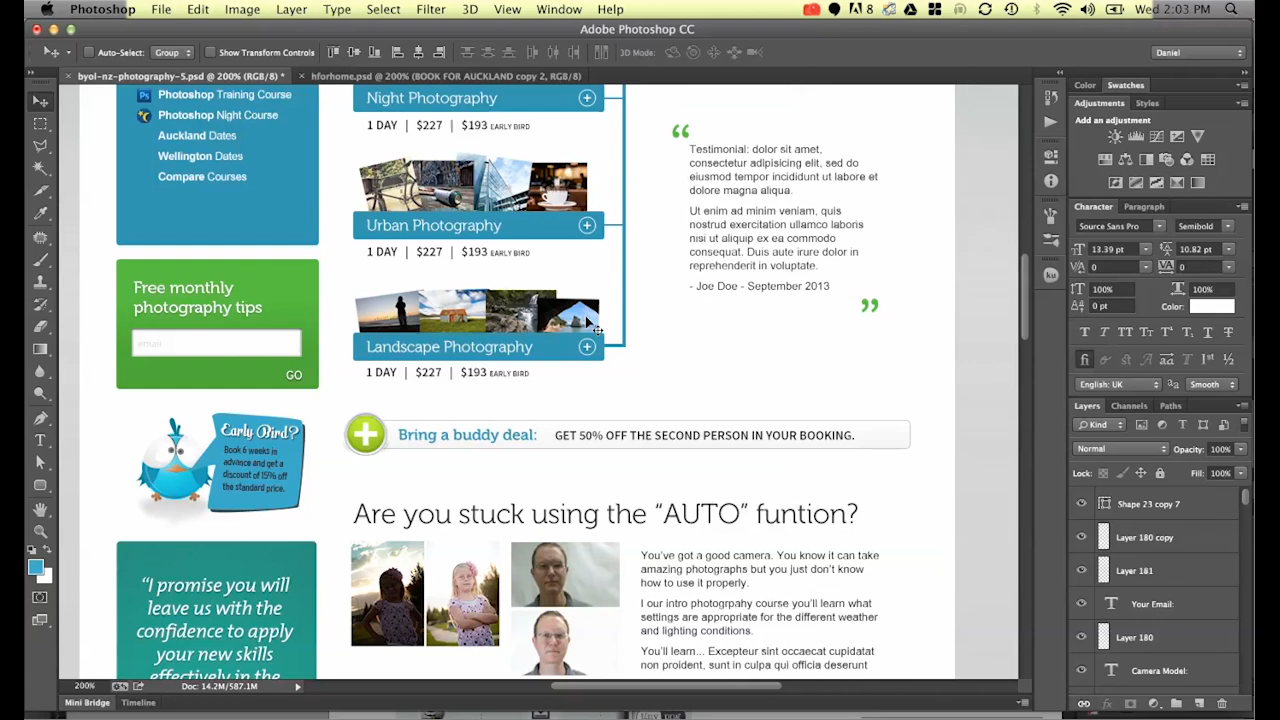 Photoshop File Edit Image Layer Type Select Filter 3D View Window Help
8 Wed 2:03 PM
Adobe Photoshop CC
Auto-Select: Group Show Transform Controls 3D Mode: Daniel
byol-nz-photography-5.psd @ 200% (RGB/8) *
hforhome.psd @ 200% (BOOK FOR AUCKLAND copy 2, RGB/8)
Photoshop Training Course
Photoshop Night Course
Auckland Dates
Wellington Dates
Compare Courses
Free monthly
photography tips
email
GO
Early Bird?
Book 6 weeks in
advance and get a
discount of 15% off
the standard price.
“I promise you will
leave us with the
confidence to apply
your new skills
effectively in the
Night Photography
1 DAY | $227 | $193 EARLY BIRD
Urban Photography
1 DAY | $227 | $193 EARLY BIRD
Landscape Photography
1 DAY | $227 | $193 EARLY BIRD
“
Testimonial: dolor sit amet,
consectetur adipisicing elit, sed do
eiusmod tempor incididunt ut labore et
dolore magna aliqua.
Ut enim ad minim veniam, quis
nostrud exercitation ullamco laboris
nisi ut aliquip ex ea commodo
consequat. Duis aute irure dolor in
reprehenderit in voluptate.
- Joe Doe - September 2013
”
Bring a buddy deal: GET 50% OFF THE SECOND PERSON IN YOUR BOOKING.
Are you stuck using the “AUTO” funtion?
You’ve got a good camera. You know it can take
amazing photographs but you just don’t know
how to use it properly.
I our intro photogrpahy course you’ll learn what
settings are appropriate for the different weather
and lighting conditions.
You’ll learn... Excepteur sint occaecat cupidatat
non proident, sunt in culpa qui officia deserunt
Color Swatches
Adjustments Styles
Add an adjustment
Character Paragraph
Source Sans Pro Semibold
13.39 pt 10.82 pt
0 0
100% 100%
0 pt Color:
English: UK Smooth
Layers Channels Paths
Kind
Normal Opacity: 100%
Lock: Fill: 100%
Shape 23 copy 7
Layer 180 copy
Layer 181
Your Email:
Layer 180
Camera Model:
200% Doc: 14.2M/587.1M
Mini Bridge Timeline